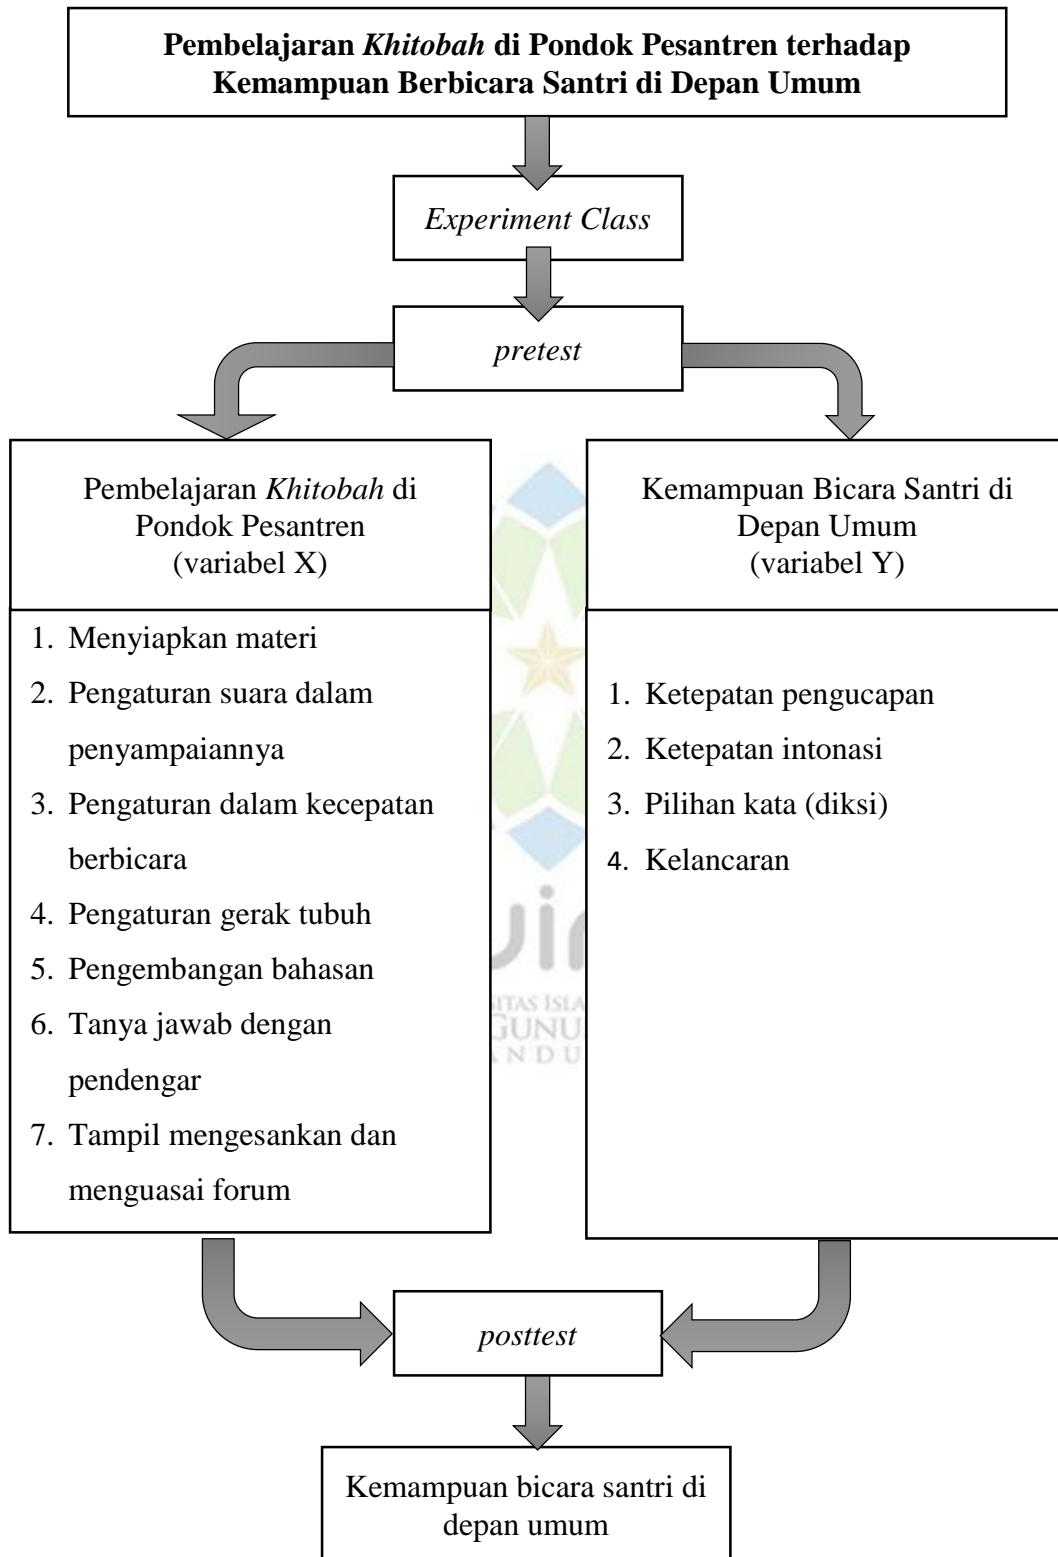 Pembelajaran Khitobah di Pondok Pesantren terhadap
Kemampuan Berbicara Santri di Depan Umum
Experiment Class
pretest
Pembelajaran Khitobah di
Pondok Pesantren
(variabel X)
1. Menyiapkan materi
2. Pengaturan suara dalam
penyampaiannya
3. Pengaturan dalam kecepatan
berbicara
4. Pengaturan gerak tubuh
5. Pengembangan bahasan
6. Tanya jawab dengan
pendengar
7. Tampil mengesankan dan
menguasai forum
Kemampuan Bicara Santri di
Depan Umum
(variabel Y)
1. Ketepatan pengucapan
2. Ketepatan intonasi
3. Pilihan kata (diksi)
4. Kelancaran
posttest
Kemampuan bicara santri di
depan umum